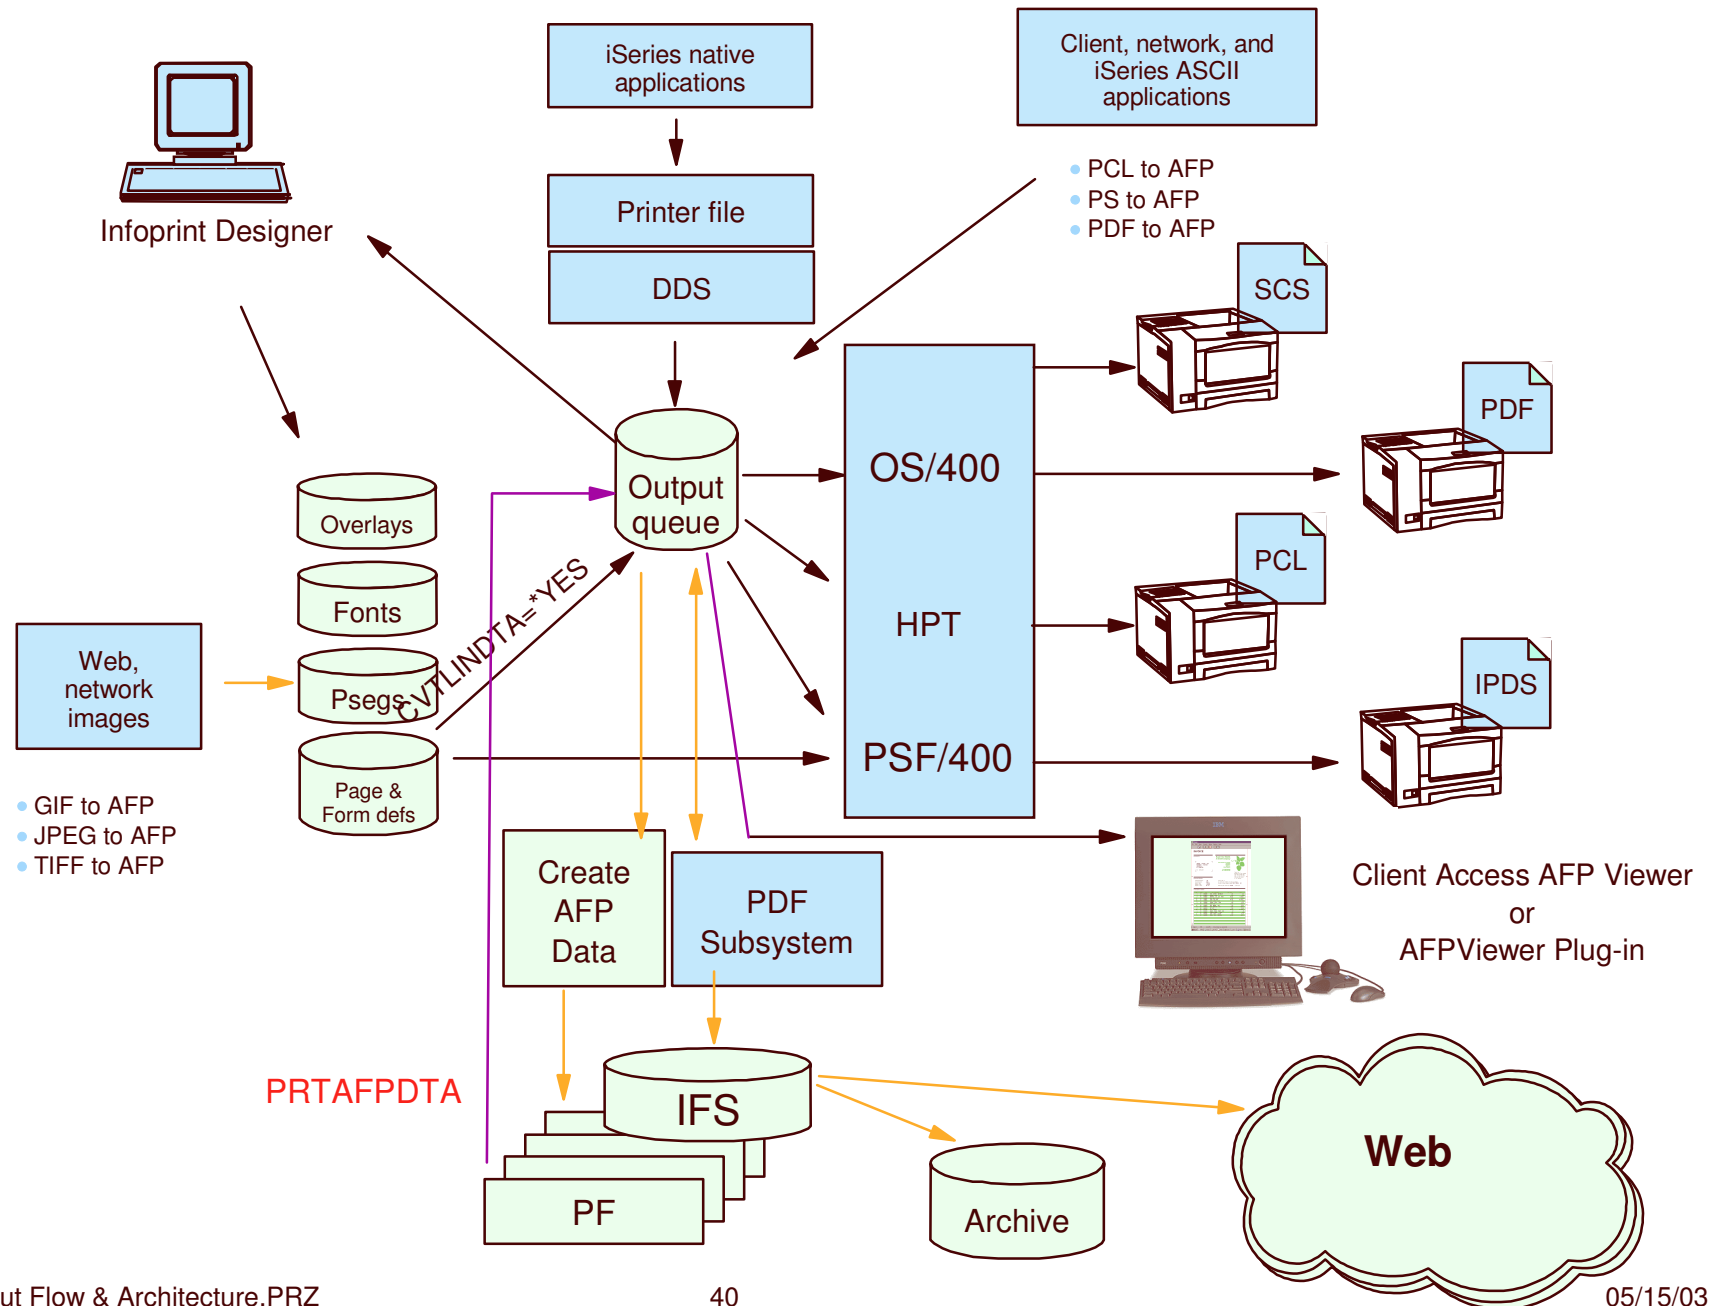 iSeries native
applications
Client, network, and
iSeries ASCII
applications
Infoprint Designer
Printer file
DDS
PCL to AFP
PS to AFP
PDF to AFP
SCS
PDF
PCL
IPDS
Output
queue
OS/400
HPT
PSF/400
Overlays
Fonts
Psegs
Page &
Form defs
CVTLINDTA=*YES
Web,
network
images
GIF to AFP
JPEG to AFP
TIFF to AFP
Create
AFP
Data
PDF
Subsystem
Client Access AFP Viewer
or
AFPViewer Plug-in
PRTAFPDTA
IFS
PF
Archive
Web
ut Flow & Architecture.PRZ
40
05/15/03